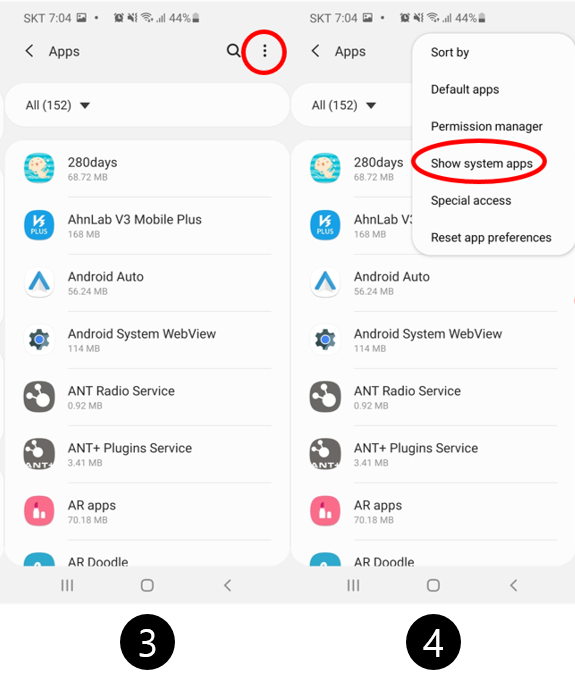 SKT 7:04
44%
Apps
All (152)
280days
68.72 MB
AhnLab V3 Mobile Plus
168 MB
PLUS
Android Auto
56.24 MB
Android System WebView
114 MB
ANT Radio Service
0.92 MB
ANT+ Plugins Service
3.41 MB
ANT+
AR apps
70.18 MB
AR Doodle
3
SKT 7:04
44%
Apps
All (152)
Sort by
Default apps
Permission manager
Show system apps
Special access
Reset app preferences
280days
68.72 MB
AhnLab V3
168 MB
PLUS
Android Auto
56.24 MB
Android System WebView
114 MB
ANT Radio Service
0.92 MB
ANT+ Plugins Service
3.41 MB
ANT+
AR apps
70.18 MB
AR Doodle
4